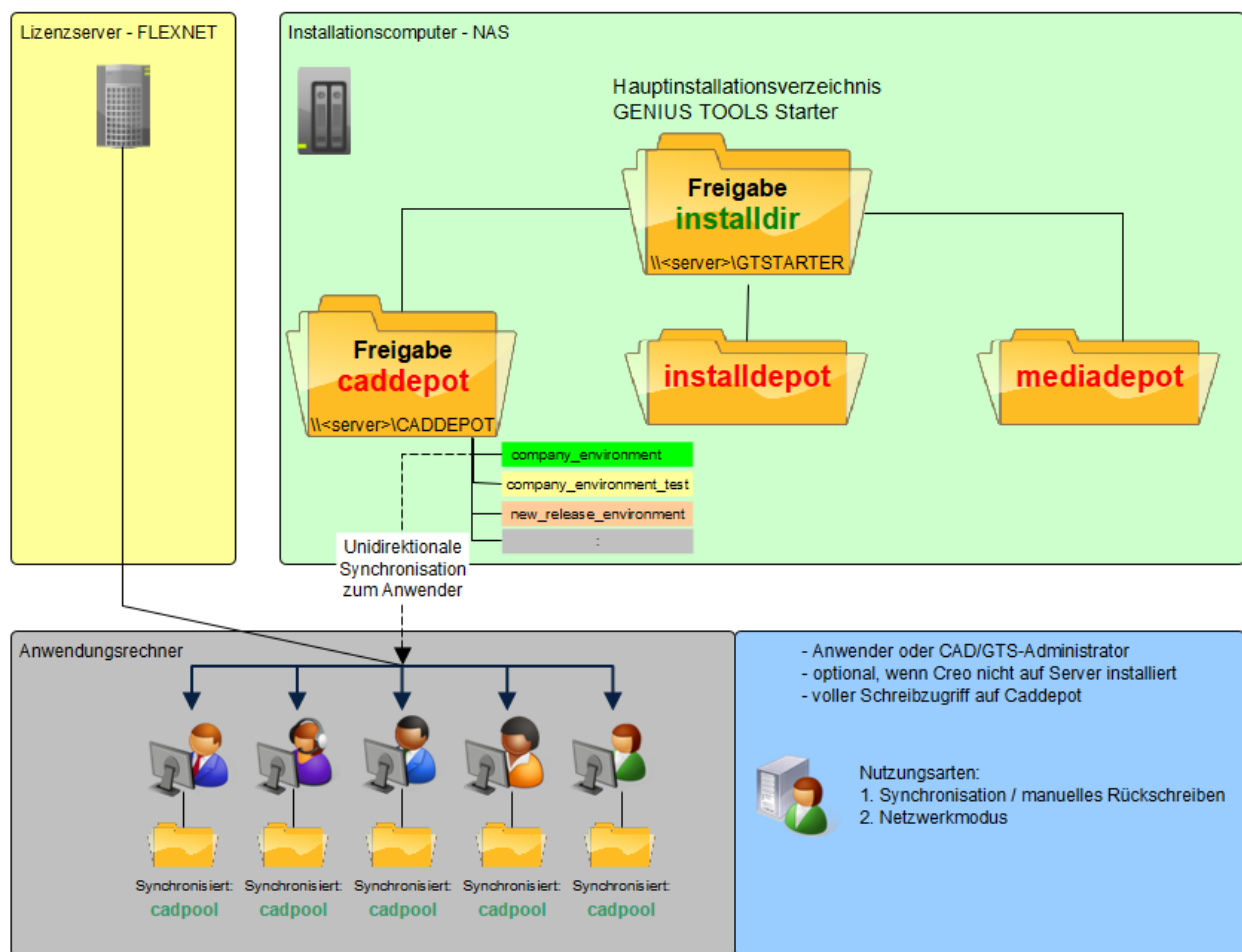 Lizenzserver - FLEXNET
Installationscomputer - NAS
Hauptinstallationsverzeichnis
GENIUS TOOLS Starter
Freigabe
installdir
\\<server>\GTSTARTER
Freigabe
caddepot
\\<server>\CADDEPOT
installdepot
mediadepot
company_environment
company_environment_test
new_release_environment
:
Unidirektionale
Synchronisation
zum Anwender
Anwendungsrechner
Synchronisiert:
cadpool
Synchronisiert:
cadpool
Synchronisiert:
cadpool
Synchronisiert:
cadpool
Synchronisiert:
cadpool
- Anwender oder CAD/GTS-Administrator
- optional, wenn Creo nicht auf Server installiert
- voller Schreibzugriff auf Caddepot
Nutzungsarten:
1. Synchronisation / manuelles Rückschreiben
2. Netzwerkmodus